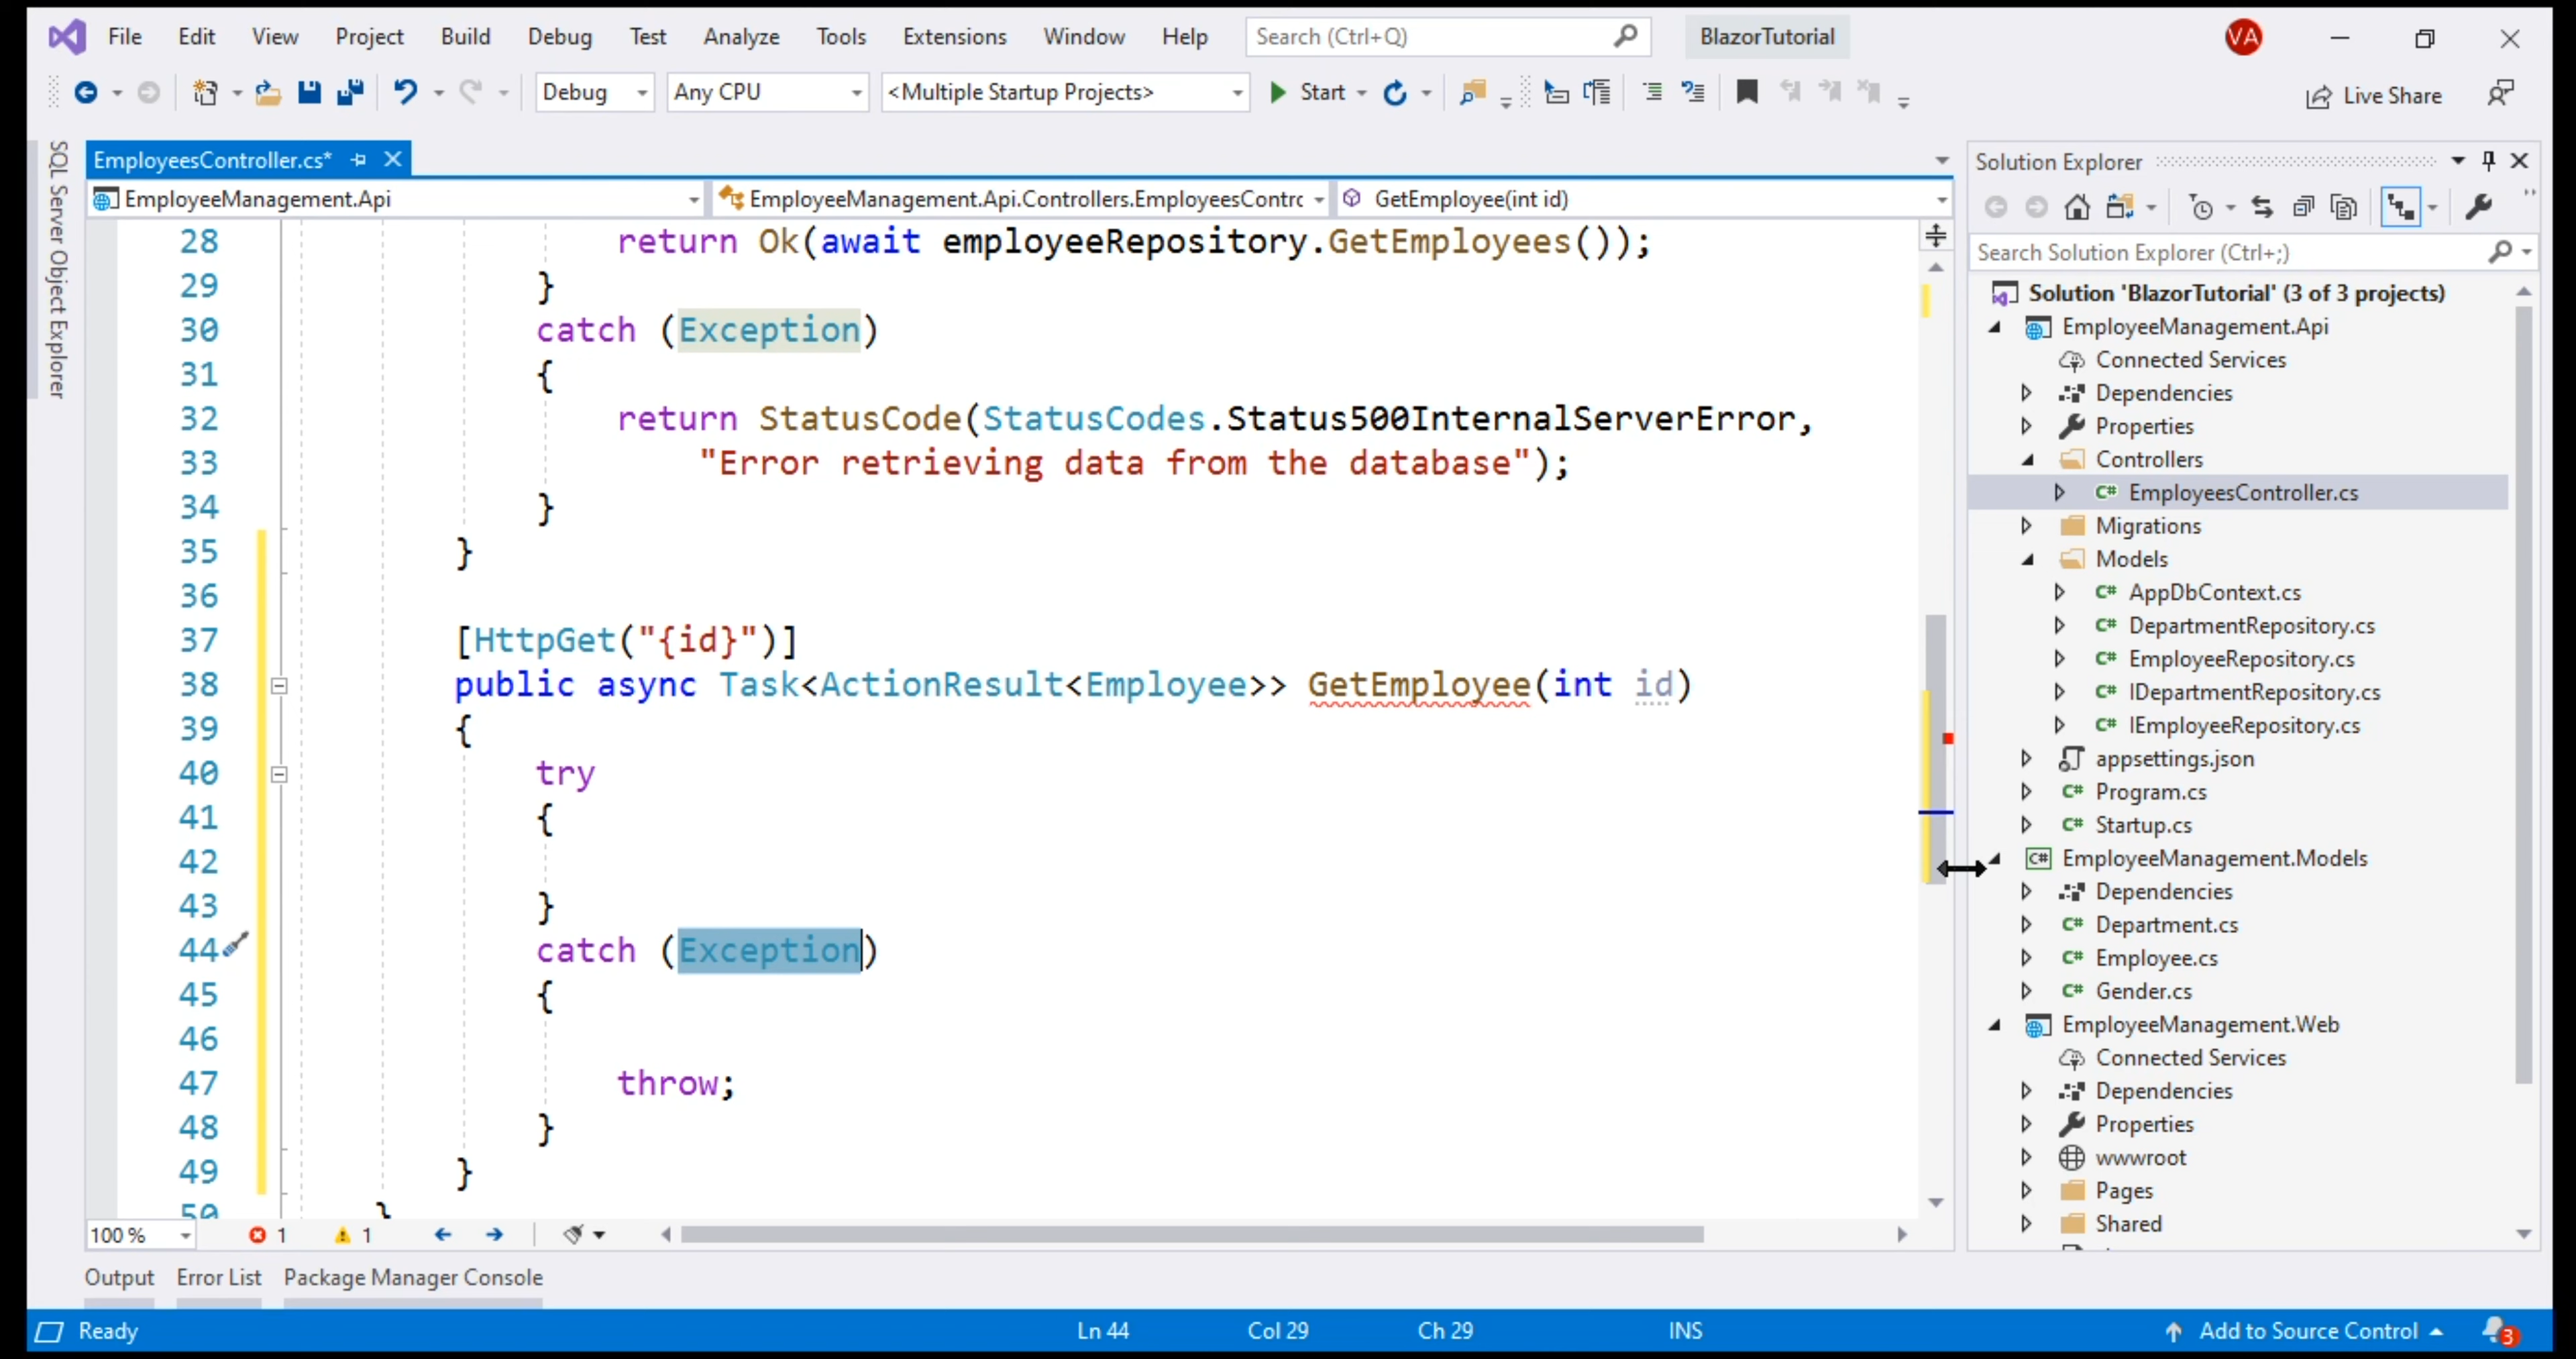 File Edit View Project Build Debug Test Analyze Tools Extensions Window Help Search (Ctrl+Q) BlazorTutorial VA
Debug Any CPU <Multiple Startup Projects> Start Live Share
SQL Server Object Explorer
EmployeesController.cs*
EmployeeManagement.Api EmployeeManagement.Api.Controllers.EmployeesContrc GetEmployee(int id)
28 return Ok(await employeeRepository.GetEmployees());
29 }
30 catch (Exception)
31 {
32 return StatusCode(StatusCodes.Status500InternalServerError,
33 "Error retrieving data from the database");
34 }
35 }
36
37 [HttpGet("{id}")]
38 public async Task<ActionResult<Employee>> GetEmployee(int id)
39 {
40 try
41 {
42
43 }
44 catch (Exception)
45 {
46
47 throw;
48 }
49 }
50 }
100 % 1 1
Output Error List Package Manager Console
Solution Explorer
Search Solution Explorer (Ctrl+;)
Solution 'BlazorTutorial' (3 of 3 projects)
EmployeeManagement.Api
Connected Services
Dependencies
Properties
Controllers
C# EmployeesController.cs
Migrations
Models
C# AppDbContext.cs
C# DepartmentRepository.cs
C# EmployeeRepository.cs
C# IDepartmentRepository.cs
C# IEmployeeRepository.cs
appsettings.json
C# Program.cs
C# Startup.cs
C# EmployeeManagement.Models
Dependencies
C# Department.cs
C# Employee.cs
C# Gender.cs
EmployeeManagement.Web
Connected Services
Dependencies
Properties
wwwroot
Pages
Shared
Ready Ln 44 Col 29 Ch 29 INS Add to Source Control 3